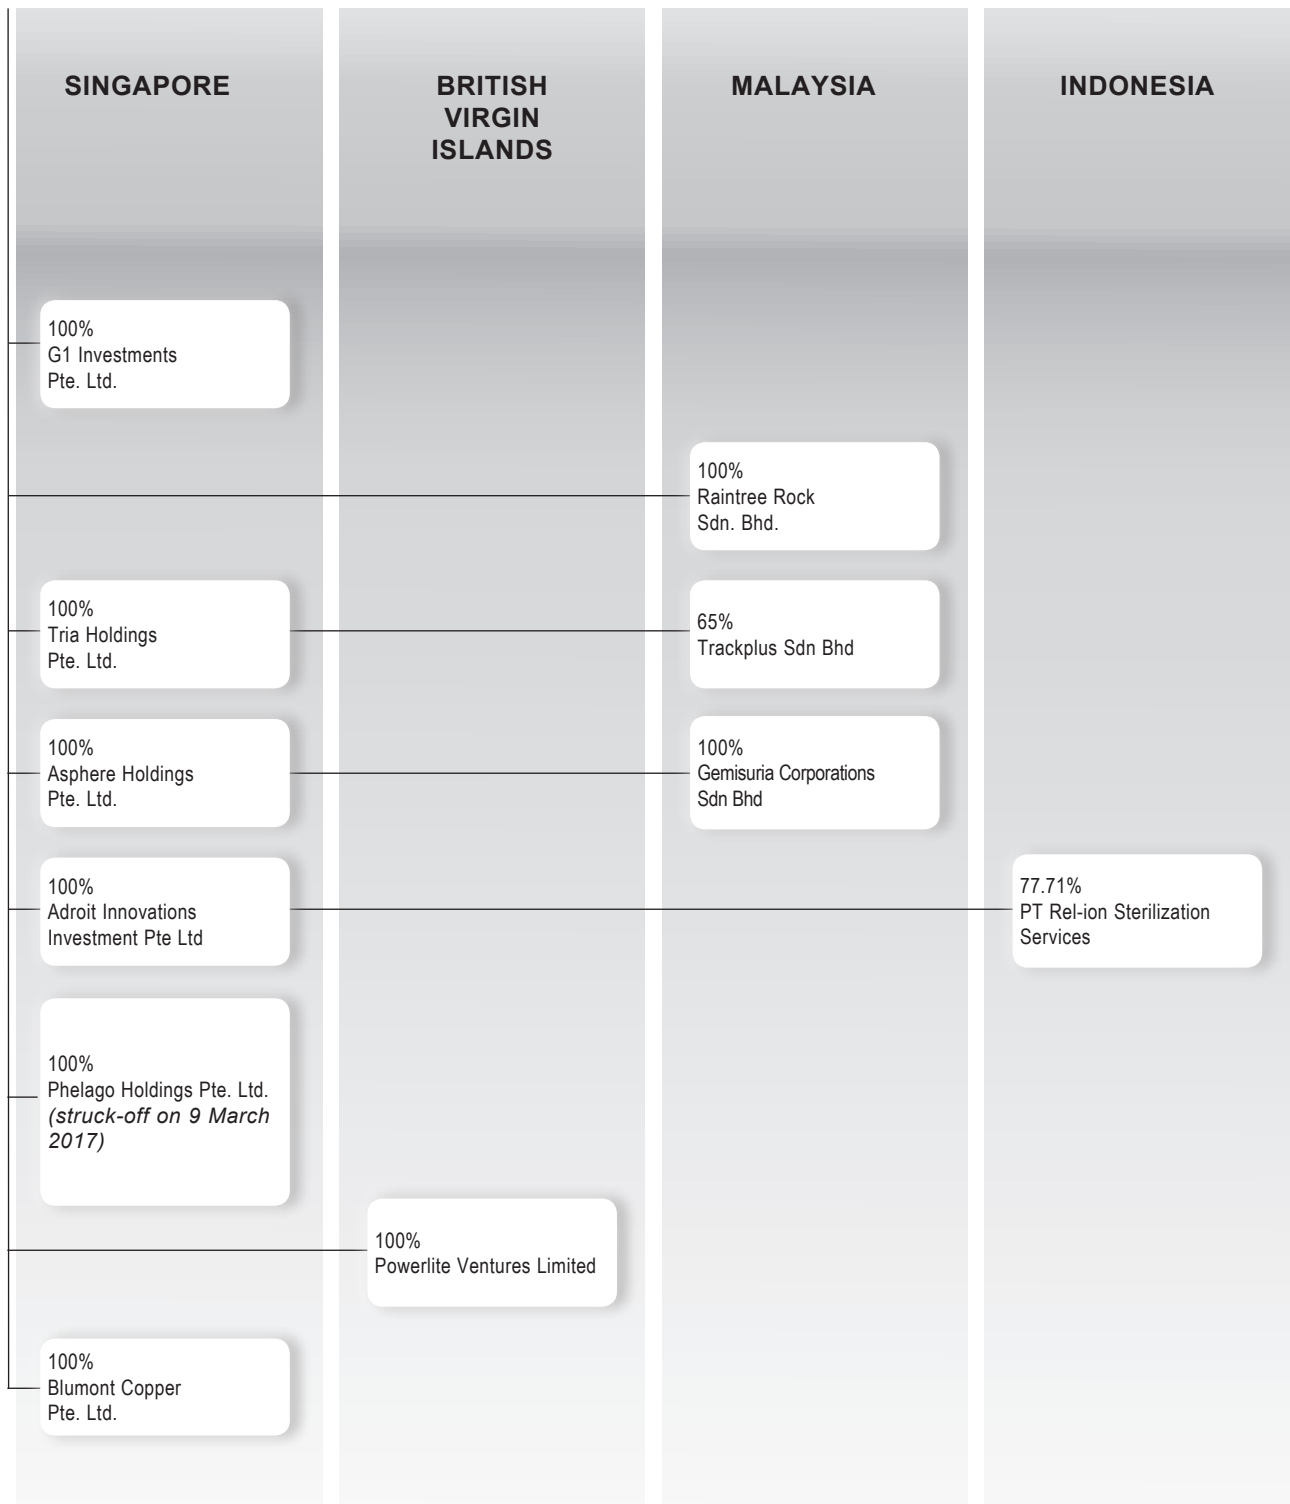 SINGAPORE
BRITISH
VIRGIN
ISLANDS
MALAYSIA
INDONESIA
100%
G1 Investments
Pte. Ltd.
100%
Raintree Rock
Sdn. Bhd.
100%
Tria Holdings
Pte. Ltd.
65%
Trackplus Sdn Bhd
100%
Asphere Holdings
Pte. Ltd.
100%
Gemisuria Corporations
Sdn Bhd
100%
Adroit Innovations
Investment Pte Ltd
77.71%
PT Rel-ion Sterilization
Services
100%
Phelago Holdings Pte. Ltd.
(struck-off on 9 March
2017)
100%
Powerlite Ventures Limited
100%
Blumont Copper
Pte. Ltd.